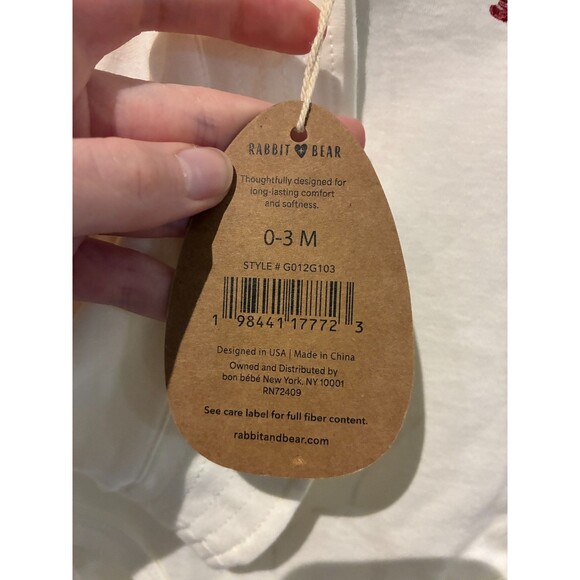 RABBIT BEAR
Thoughtfully designed for
long-lasting comfort
and softness.
0-3 M
STYLE # G012G103
1 98441 17772 3
Designed in USA | Made in China
Owned and Distributed by
bon bébé New York, NY 10001
RN72409
See care label for full fiber content.
rabbitandbear.com